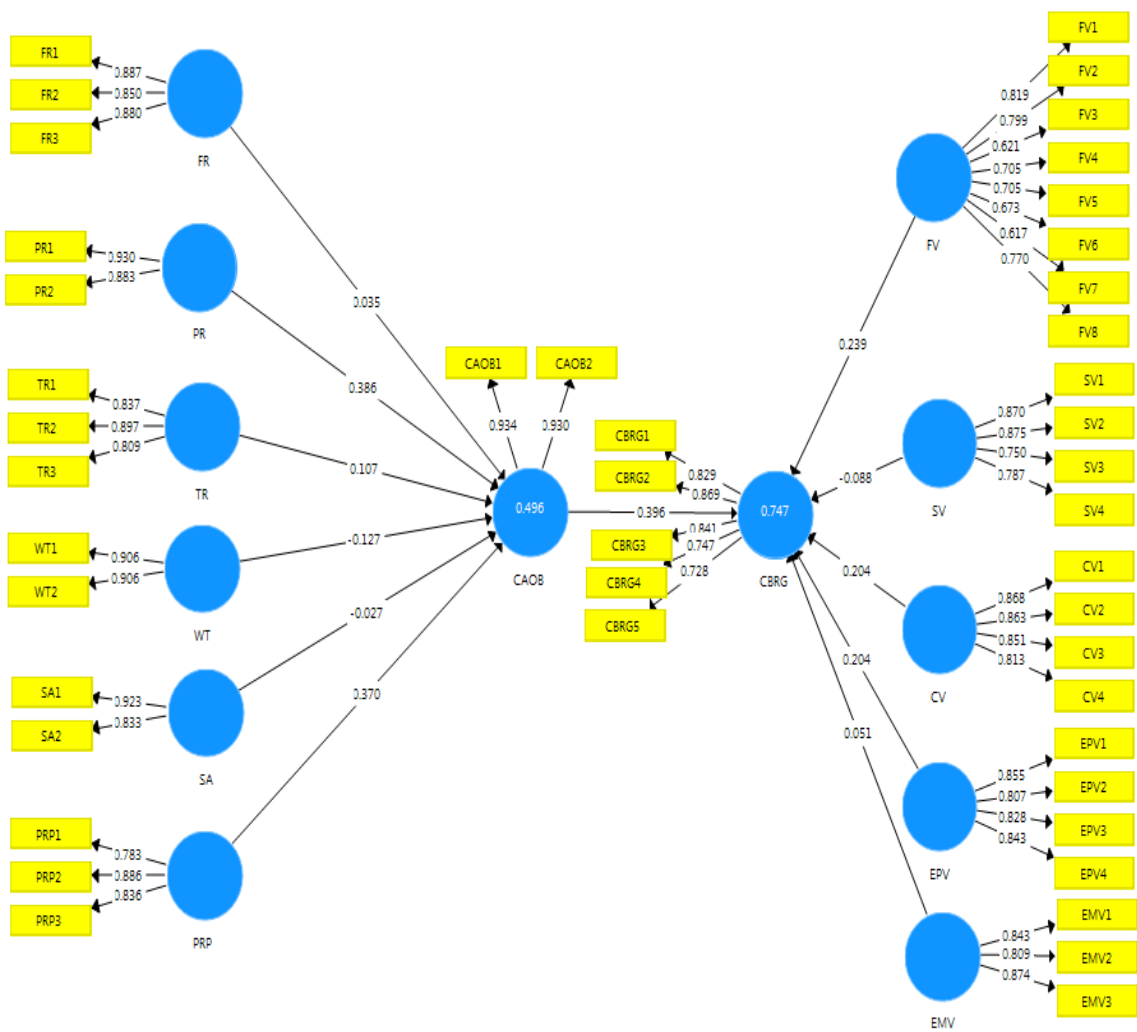 FR1
FR2
FR3
0.887
0.850
0.880
FR
PR1
PR2
0.930
0.883
PR
TR1
TR2
TR3
0.837
0.897
0.809
TR
WT1
WT2
0.906
0.906
WT
SA1
SA2
0.923
0.833
SA
PRP1
PRP2
PRP3
0.783
0.886
0.836
PRP
0.035
0.386
0.107
-0.127
-0.027
0.370
CAOB1
CAOB2
0.934
0.930
0.496
CAOB
0.396
CBRG1
CBRG2
CBRG3
CBRG4
CBRG5
0.829
0.869
0.841
0.747
0.728
0.747
CBRG
0.239
-0.088
0.204
0.204
0.051
FV1
FV2
FV3
FV4
FV5
FV6
FV7
FV8
0.819
0.799
0.621
0.705
0.705
0.673
0.617
0.770
FV
SV1
SV2
SV3
SV4
0.870
0.875
0.750
0.787
SV
CV1
CV2
CV3
CV4
0.868
0.863
0.851
0.813
CV
EPV1
EPV2
EPV3
EPV4
0.855
0.807
0.828
0.843
EPV
EMV1
EMV2
EMV3
0.843
0.809
0.874
EMV